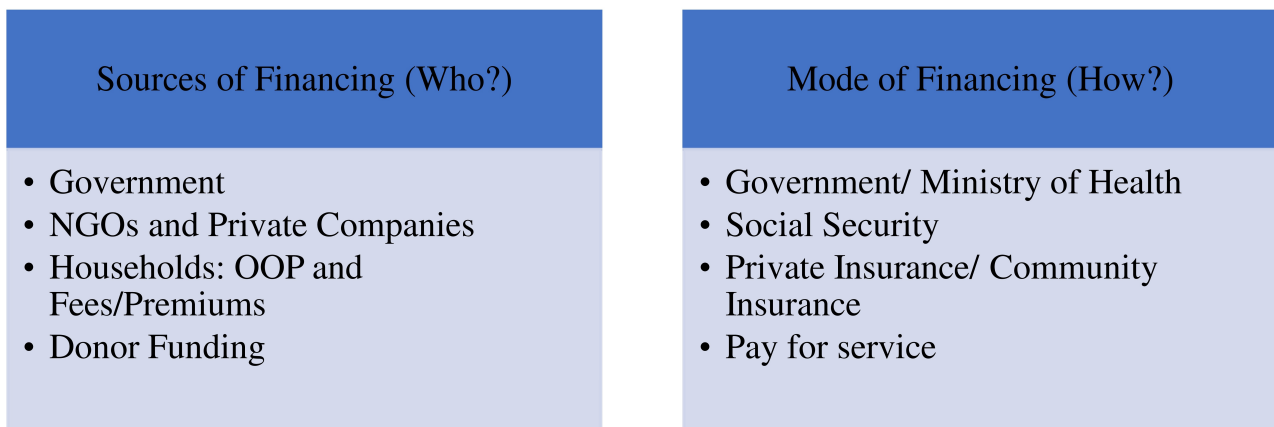 Sources of Financing (Who?)
• Government
• NGOs and Private Companies
• Households: OOP and
Fees/Premiums
• Donor Funding
Mode of Financing (How?)
• Government/ Ministry of Health
• Social Security
• Private Insurance/ Community
Insurance
• Pay for service